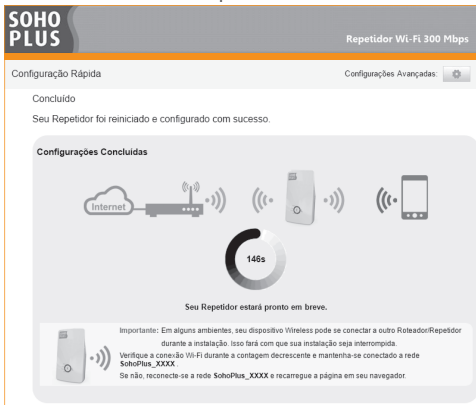 SOHO
PLUS
Repetidor Wi-Fi 300 Mbps
Configuração Rápida
Configurações Avançadas:
Concluído
Seu Repetidor foi reiniciado e configurado com sucesso.
Configurações Concluídas
Internet
146s
Seu Repetidor estará pronto em breve.
Importante: Em alguns ambientes, seu dispositivo Wireless pode se conectar a outro Roteador/Repetidor
durante a instalação. Isso fará com que sua instalação seja interrompida.
Verifique a conexão Wi-Fi durante a contagem decrescente e mantenha-se conectado a rede
SohoPlus_XXXX .
Se não, reconecte-se a rede SohoPlus_XXXX e recarregue a página em seu navegador.